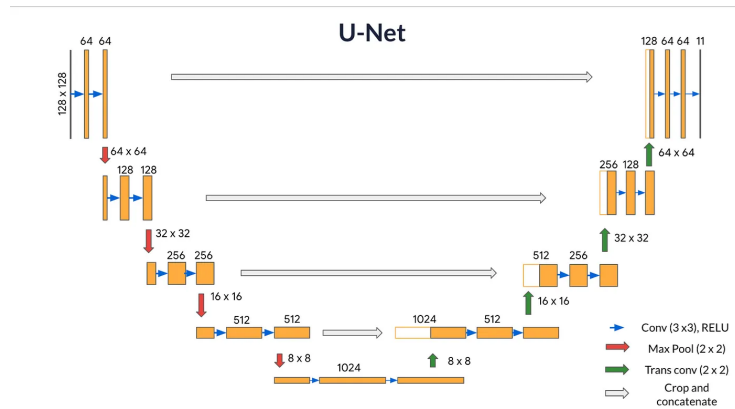 U-Net
64 64
128 x 128
64 x 64
128 128
32 x 32
256 256
16 x 16
512 512
8 x 8
1024
8 x 8
1024 512
16 x 16
512 256
32 x 32
256 128
64 x 64
128 64 64 11
Conv (3 x3), RELU
Max Pool (2 x 2)
Trans conv (2 x 2)
Crop and
concatenate